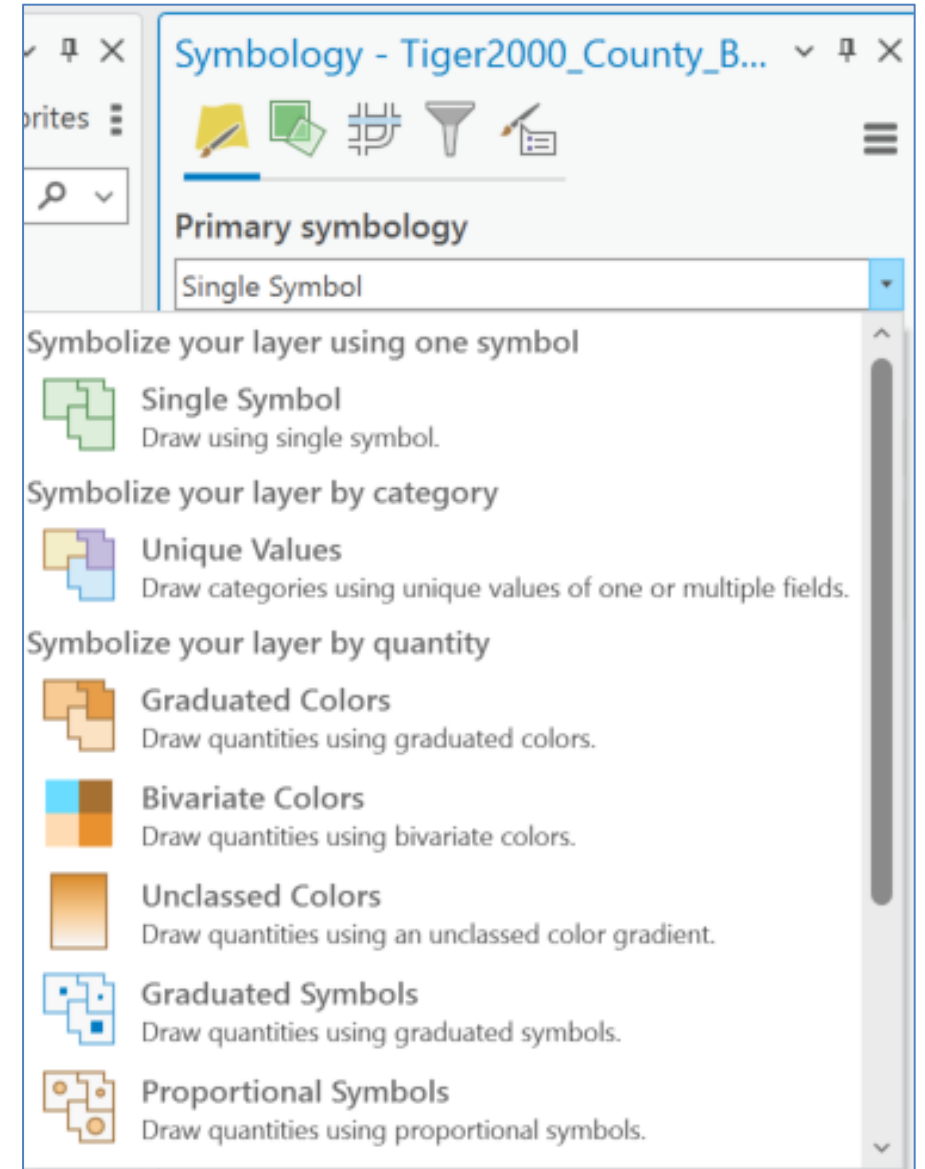 Symbology - Tiger2000_County_B...
orites
Primary symbology
Single Symbol
Symbolize your layer using one symbol
Single Symbol
Draw using single symbol.
Symbolize your layer by category
Unique Values
Draw categories using unique values of one or multiple fields.
Symbolize your layer by quantity
Graduated Colors
Draw quantities using graduated colors.
Bivariate Colors
Draw quantities using bivariate colors.
Unclassed Colors
Draw quantities using an unclassed color gradient.
Graduated Symbols
Draw quantities using graduated symbols.
Proportional Symbols
Draw quantities using proportional symbols.